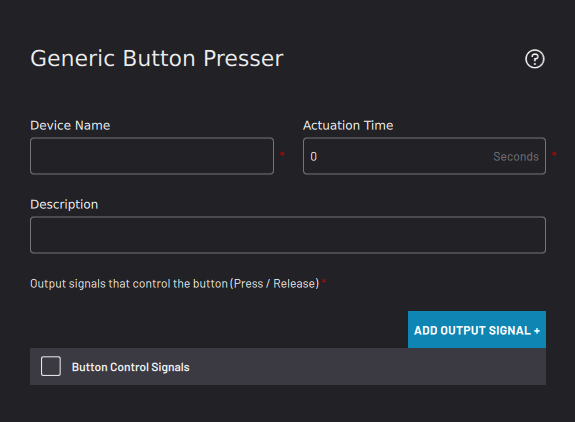 Generic Button Presser
Device Name
Actuation Time
*
0 Seconds
*
Description
Output signals that control the button (Press / Release) *
ADD OUTPUT SIGNAL +
Button Control Signals